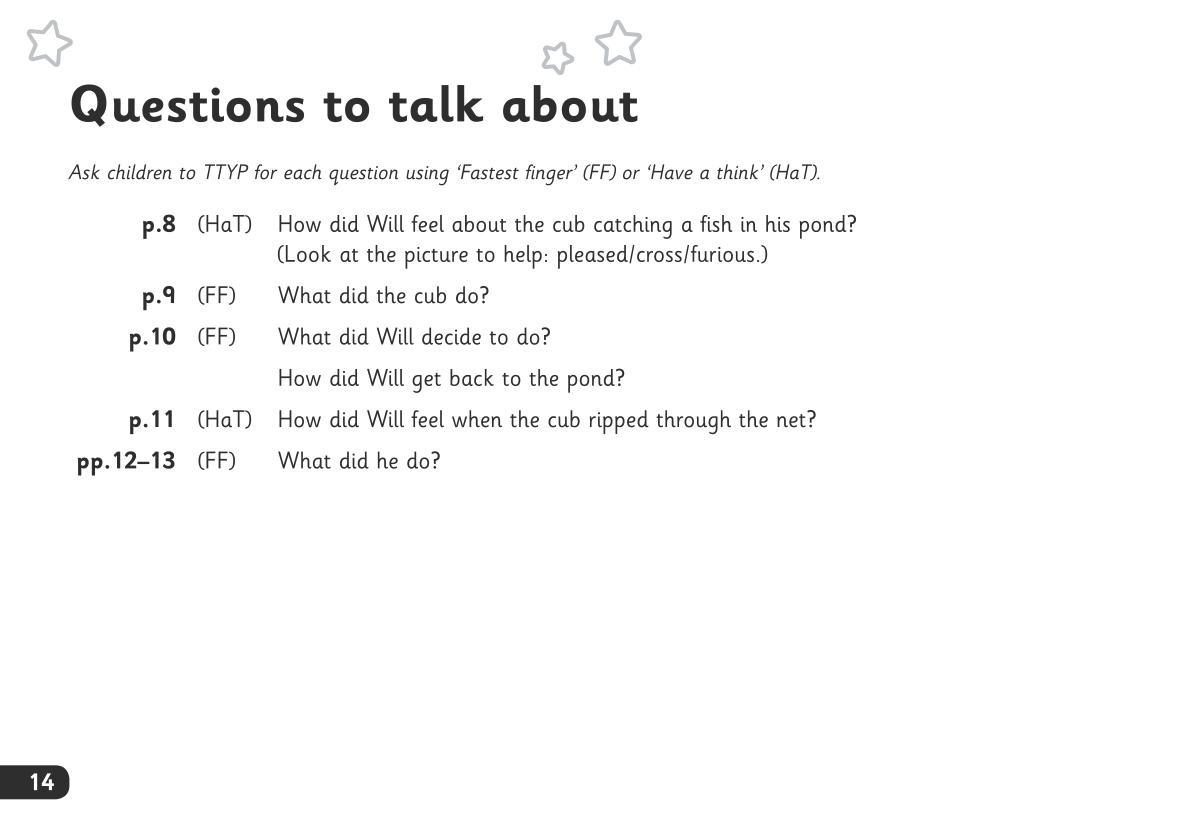 Questions to talk about
Ask children to TTYP for each question using ‘Fastest finger’ (FF) or ‘Have a think’ (HaT).
p.8 (HaT) How did Will feel about the cub catching a fish in his pond?
(Look at the picture to help: pleased/cross/furious.)
p.9 (FF) What did the cub do?
p.10 (FF) What did Will decide to do?
How did Will get back to the pond?
p.11 (HaT) How did Will feel when the cub ripped through the net?
pp.12–13 (FF) What did he do?
14